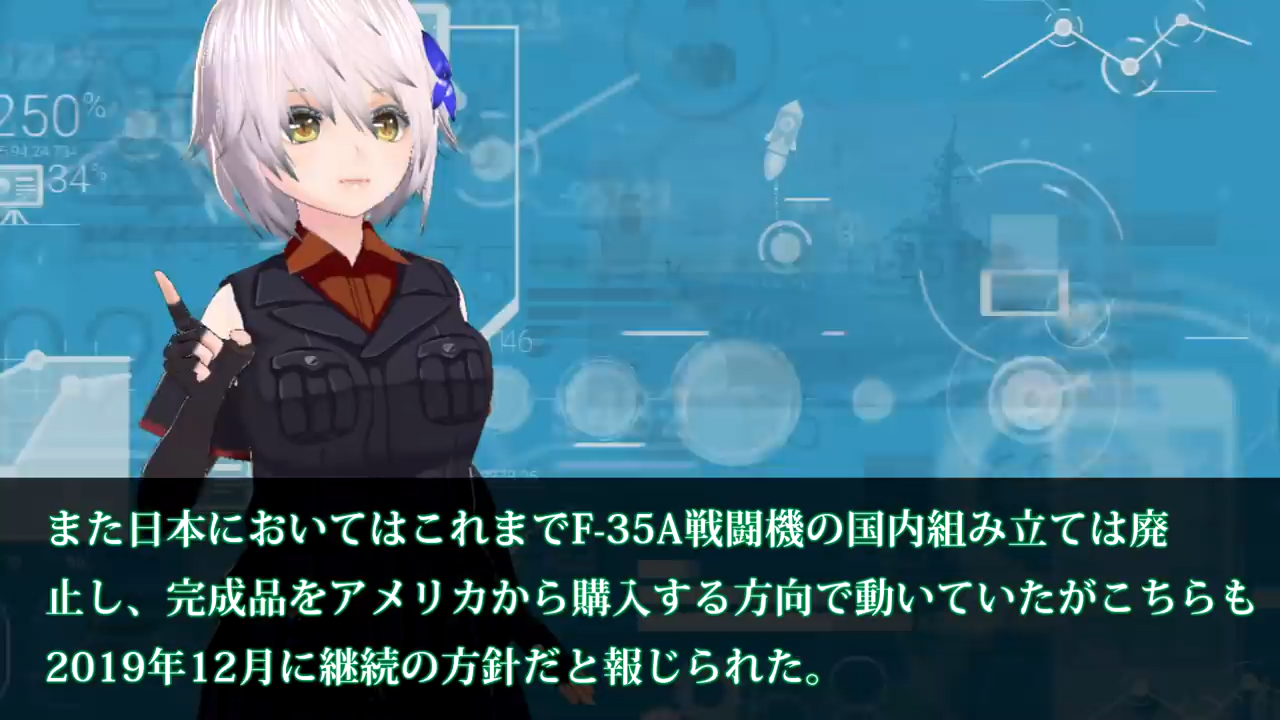 250%
34%
46
また日本においてはこれまでF-35A戦闘機の国内組み立ては廃
止し、完成品をアメリカから購入する方向で動いていたがこちらも
2019年12月に継続の方針だと報じられた。